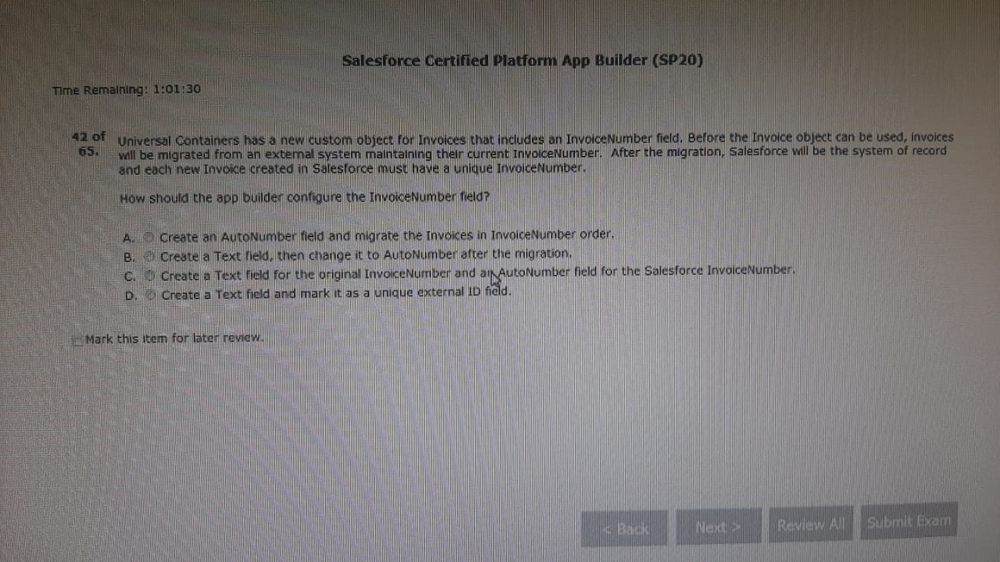 Salesforce Certified Platform App Builder (SP20)
Time Remaining: 1:01:30
42 of 65.
Universal Containers has a new custom object for Invoices that includes an InvoiceNumber field. Before the Invoice object can be used, invoices
will be migrated from an external system maintaining their current InvoiceNumber. After the migration, Salesforce will be the system of record
and each new Invoice created in Salesforce must have a unique InvoiceNumber.
How should the app builder configure the InvoiceNumber field?
A. Create an AutoNumber field and migrate the Invoices in InvoiceNumber order.
B. Create a Text field, then change it to AutoNumber after the migration.
C. Create a Text field for the original InvoiceNumber and an AutoNumber field for the Salesforce InvoiceNumber.
D. Create a Text field and mark it as a unique external ID field.
Mark this item for later review.
< Back
Next >
Review All
Submit Exam